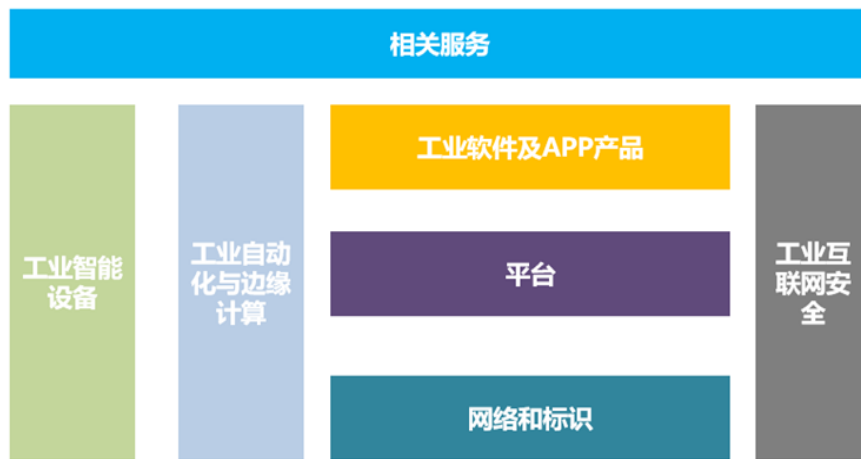 相关服务
工业智能
设备
工业自动
化与边缘
计算
工业软件及APP产品
平台
网络和标识
工业互
联网安
全